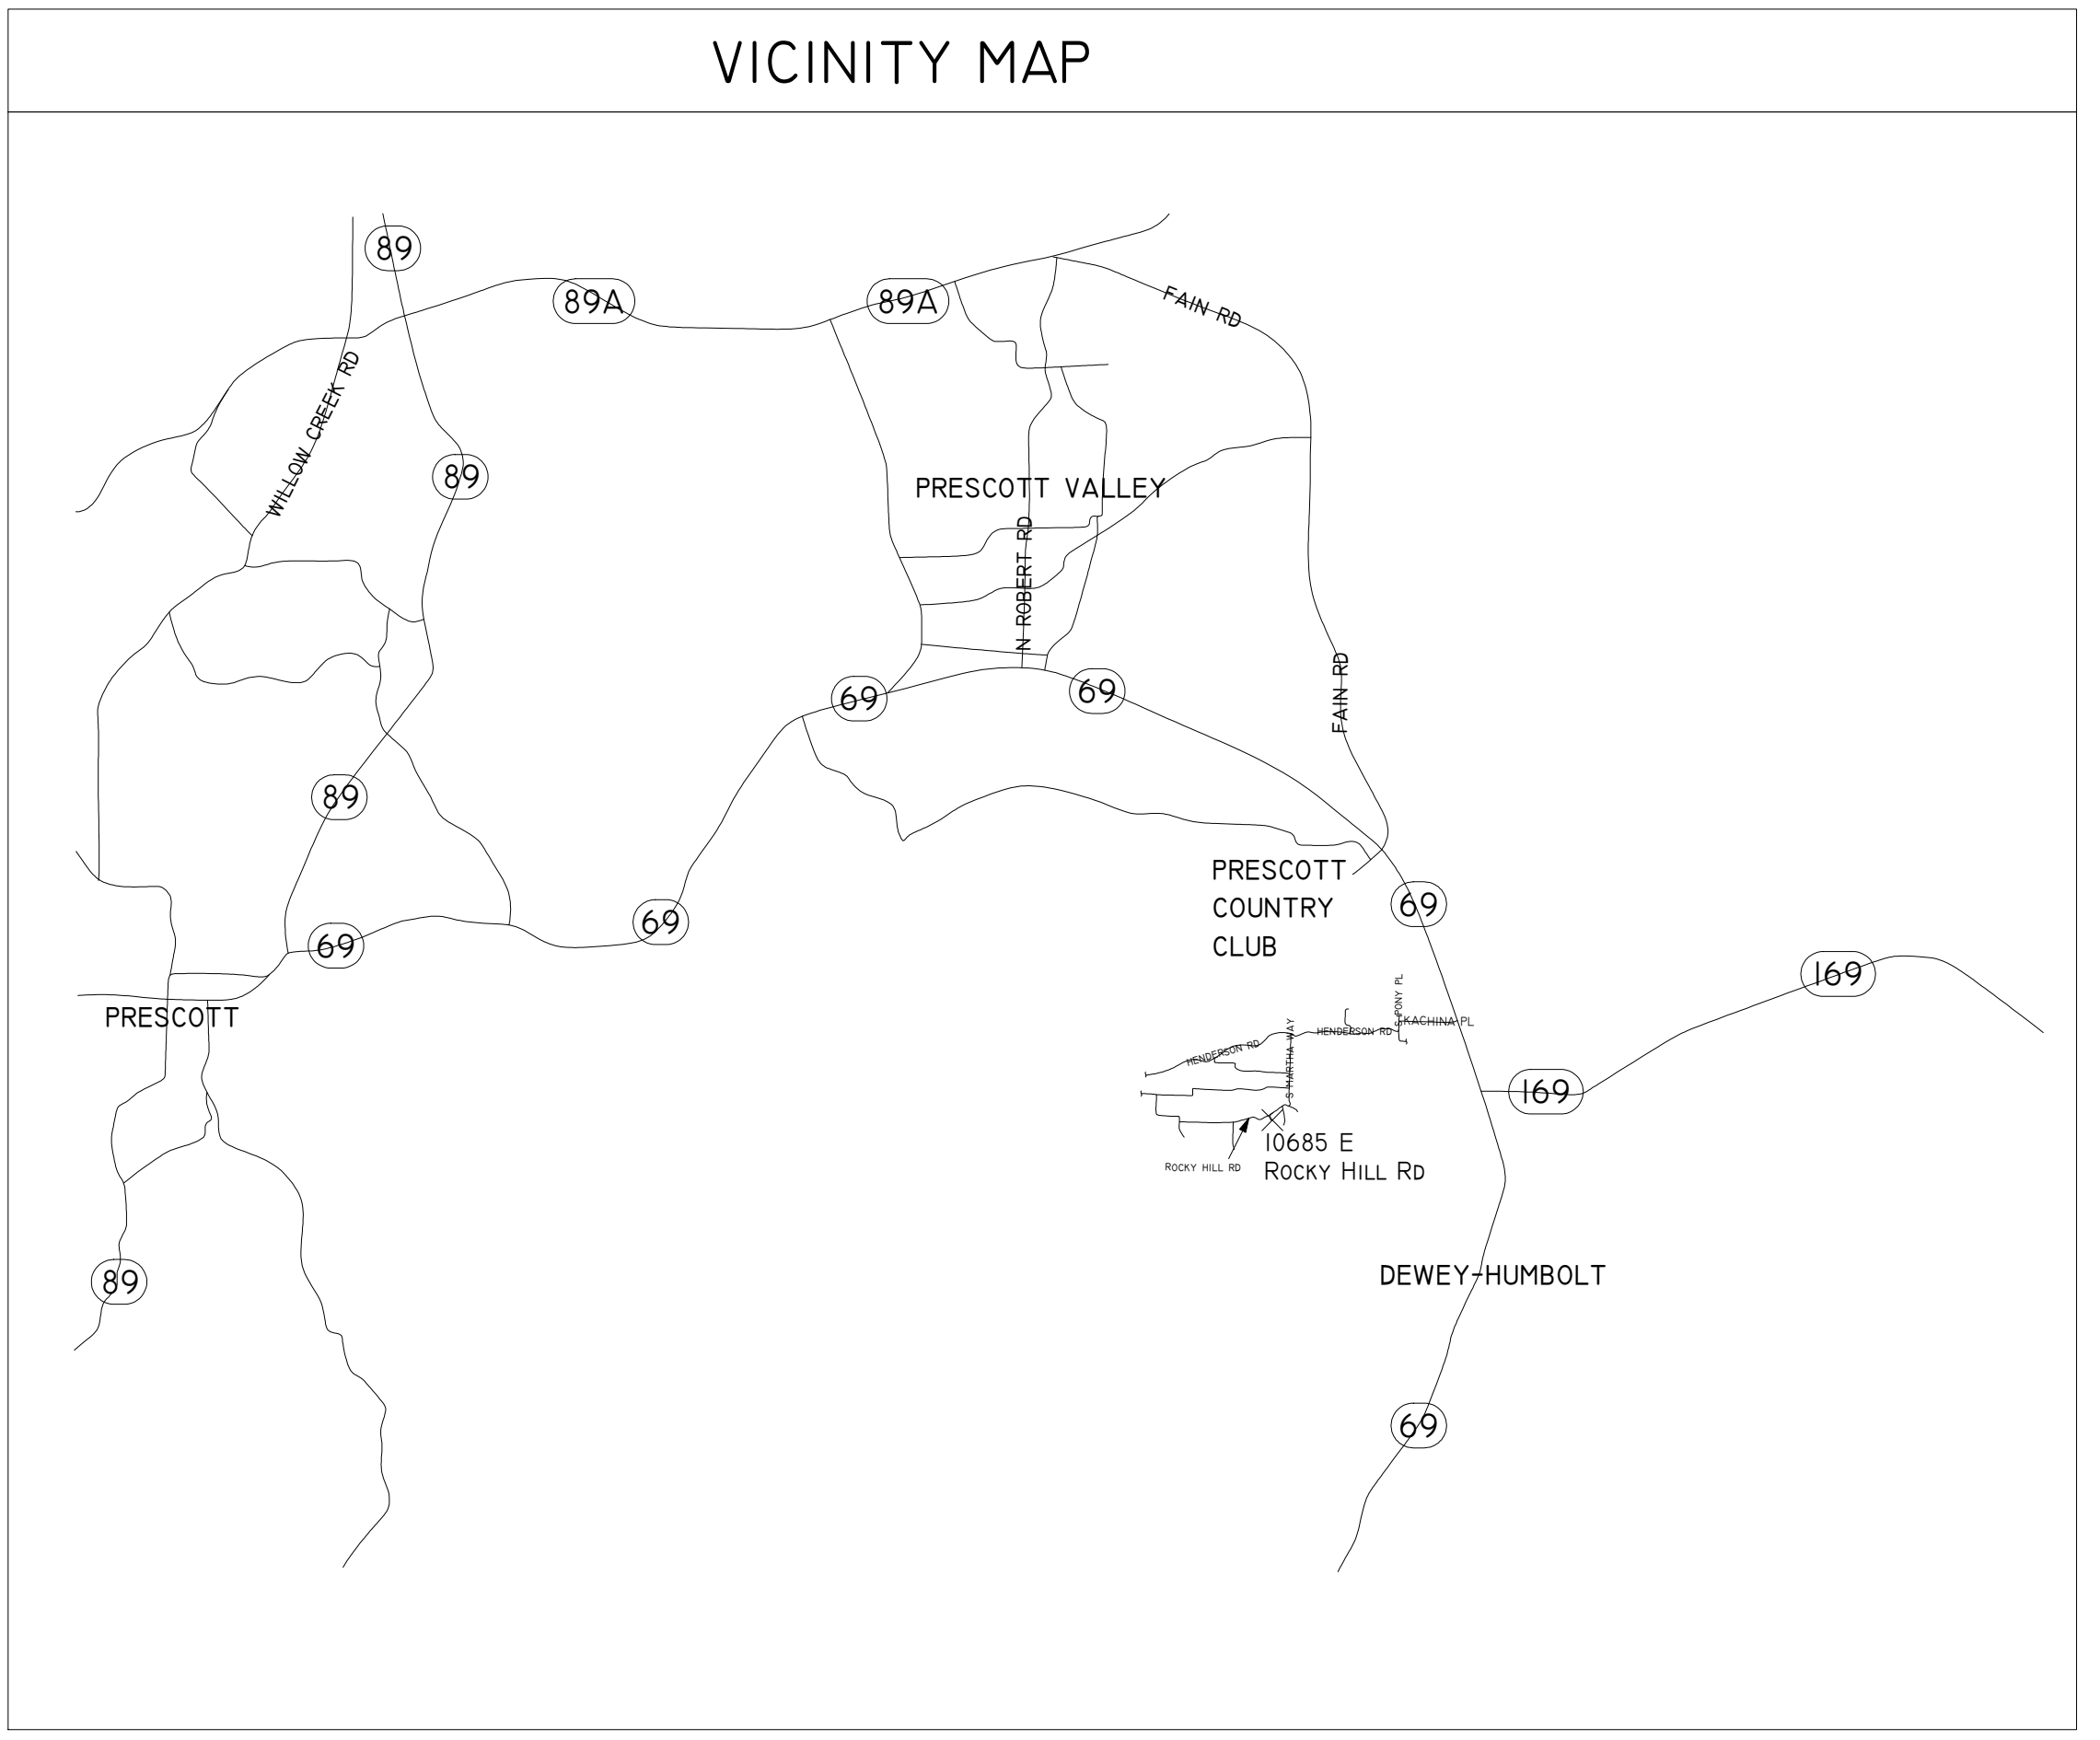 VICINITY MAP
89
89A
89A
FAIN RD
WILLOW CREEK RD
89
PRESCOTT VALLEY
N ROBERT RD
FAIN RD
69
69
89
PRESCOTT
COUNTRY
CLUB
69
69
69
169
PRESCOTT
S PONY PL
KACHINA PL
HENDERSON RD
S MARTHA WAY
HENDERSON RD
169
10685 E
ROCKY HILL RD
ROCKY HILL RD
DEWEY-HUMBOLT
89
69